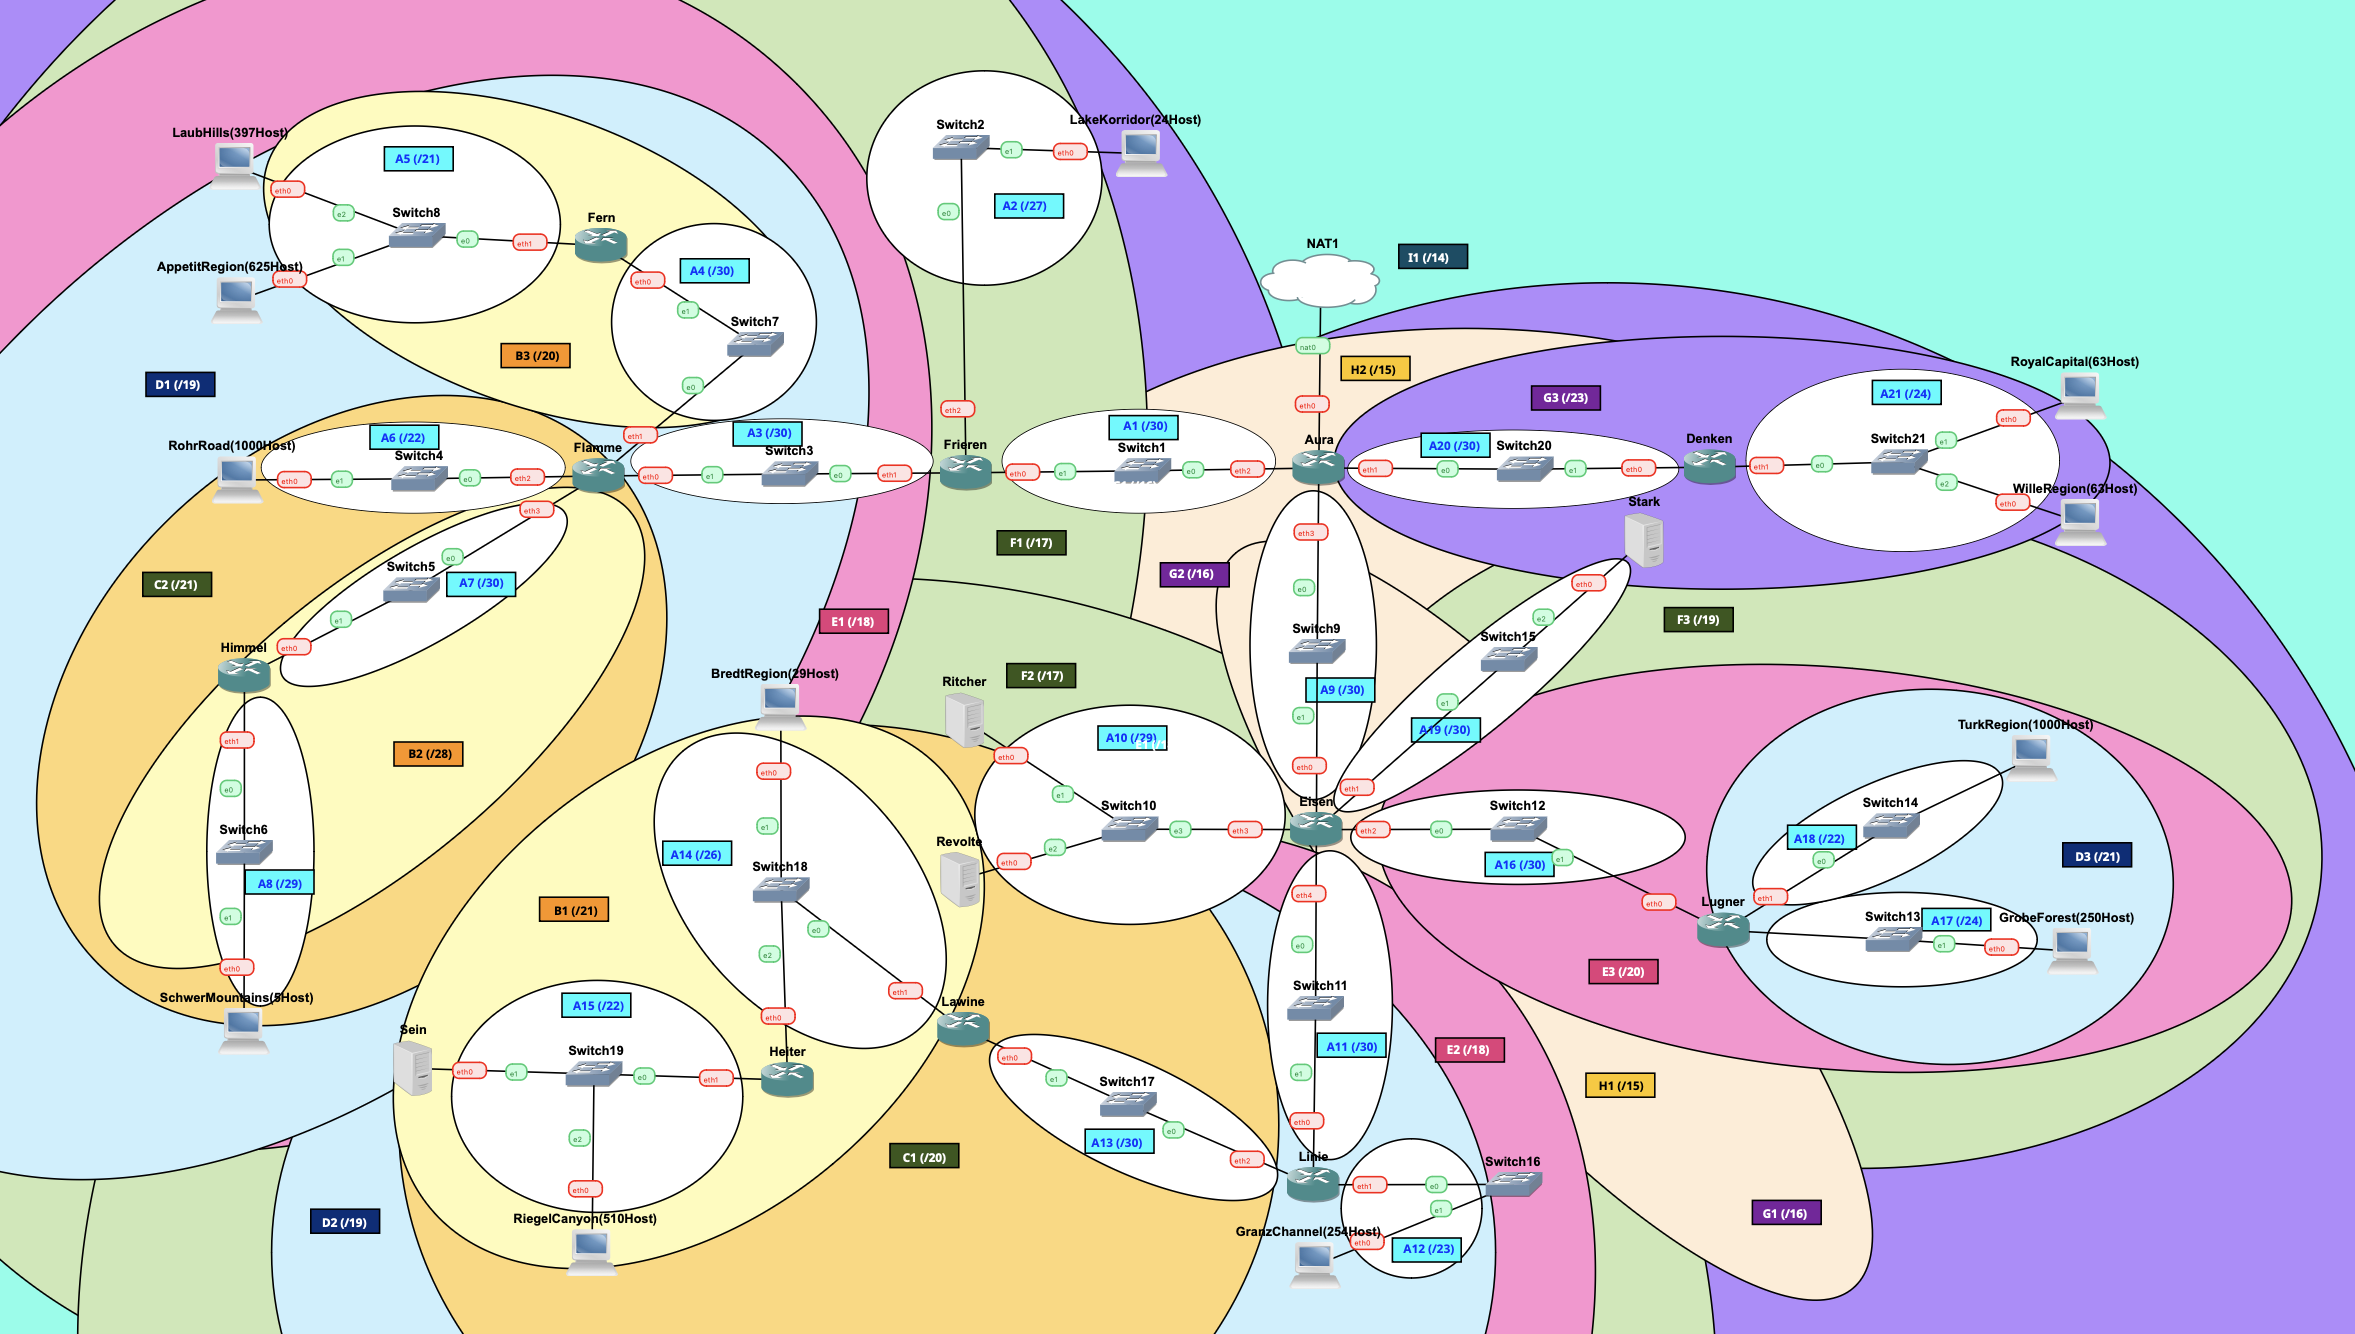 LaubHills(397Host)
A5 (/21)
eth0
e2
Switch8
e0
eth1
Fern
e1
AppetitRegion(625Host)
eth0
eth0
A4 (/30)
e1
Switch7
e0
eth1
B3 (/20)
D1 (/19)
Switch2
e1
eth0
LakeKorridor(24Host)
e0
A2 (/27)
eth2
NAT1
I1 (/14)
nat0
eth0
H2 (/15)
G3 (/23)
RoyalCapital(63Host)
A21 (/24)
eth0
e1
Switch21
e0
eth1
Denken
e2
eth0
WilleRegion(63Host)
RohrRoad(1000Host)
A6 (/22)
eth0
e1
Switch4
e0
eth2
Flamme
A3 (/30)
eth0
e1
Switch3
e0
eth1
Frieren
A1 (/30)
eth0
e1
Switch1
e0
eth2
Aura
A20 (/30)
eth1
e0
Switch20
e1
eth0
Stark
eth3
e0
Switch5
A7 (/30)
e1
eth0
Himmel
C2 (/21)
F1 (/17)
G2 (/16)
eth3
e0
Switch9
A9 (/30)
e1
eth0
Eisen
eth0
e2
Switch15
e1
A19 (/30)
eth1
F3 (/19)
E1 (/18)
F2 (/17)
eth1
e0
Switch6
A8 (/29)
e1
eth0
SchwerMountains(5Host)
B2 (/28)
BredtRegion(29Host)
eth0
e1
A14 (/26)
Switch18
e0
e2
eth1
eth0
Lawine
Heiter
B1 (/21)
Ritcher
eth0
A10 (/29)
e1
Switch10
e3
eth3
Revolte
e2
eth0
eth2
e0
Switch12
A16 (/30)
e1
eth0
Lugner
TurkRegion(1000Host)
Switch14
A18 (/22)
e0
eth1
D3 (/21)
Switch13
A17 (/24)
e1
eth0
GrobeForest(250Host)
E3 (/20)
Sein
A15 (/22)
eth0
e1
Switch19
e0
eth1
e2
eth0
RiegelCanyon(510Host)
D2 (/19)
eth0
e1
Switch17
A13 (/30)
e0
eth2
C1 (/20)
eth4
e0
Switch11
A11 (/30)
e1
eth0
Linie
E2 (/18)
H1 (/15)
G1 (/16)
eth1
e0
Switch16
e1
GranzChannel(254Host)
eth0
A12 (/23)